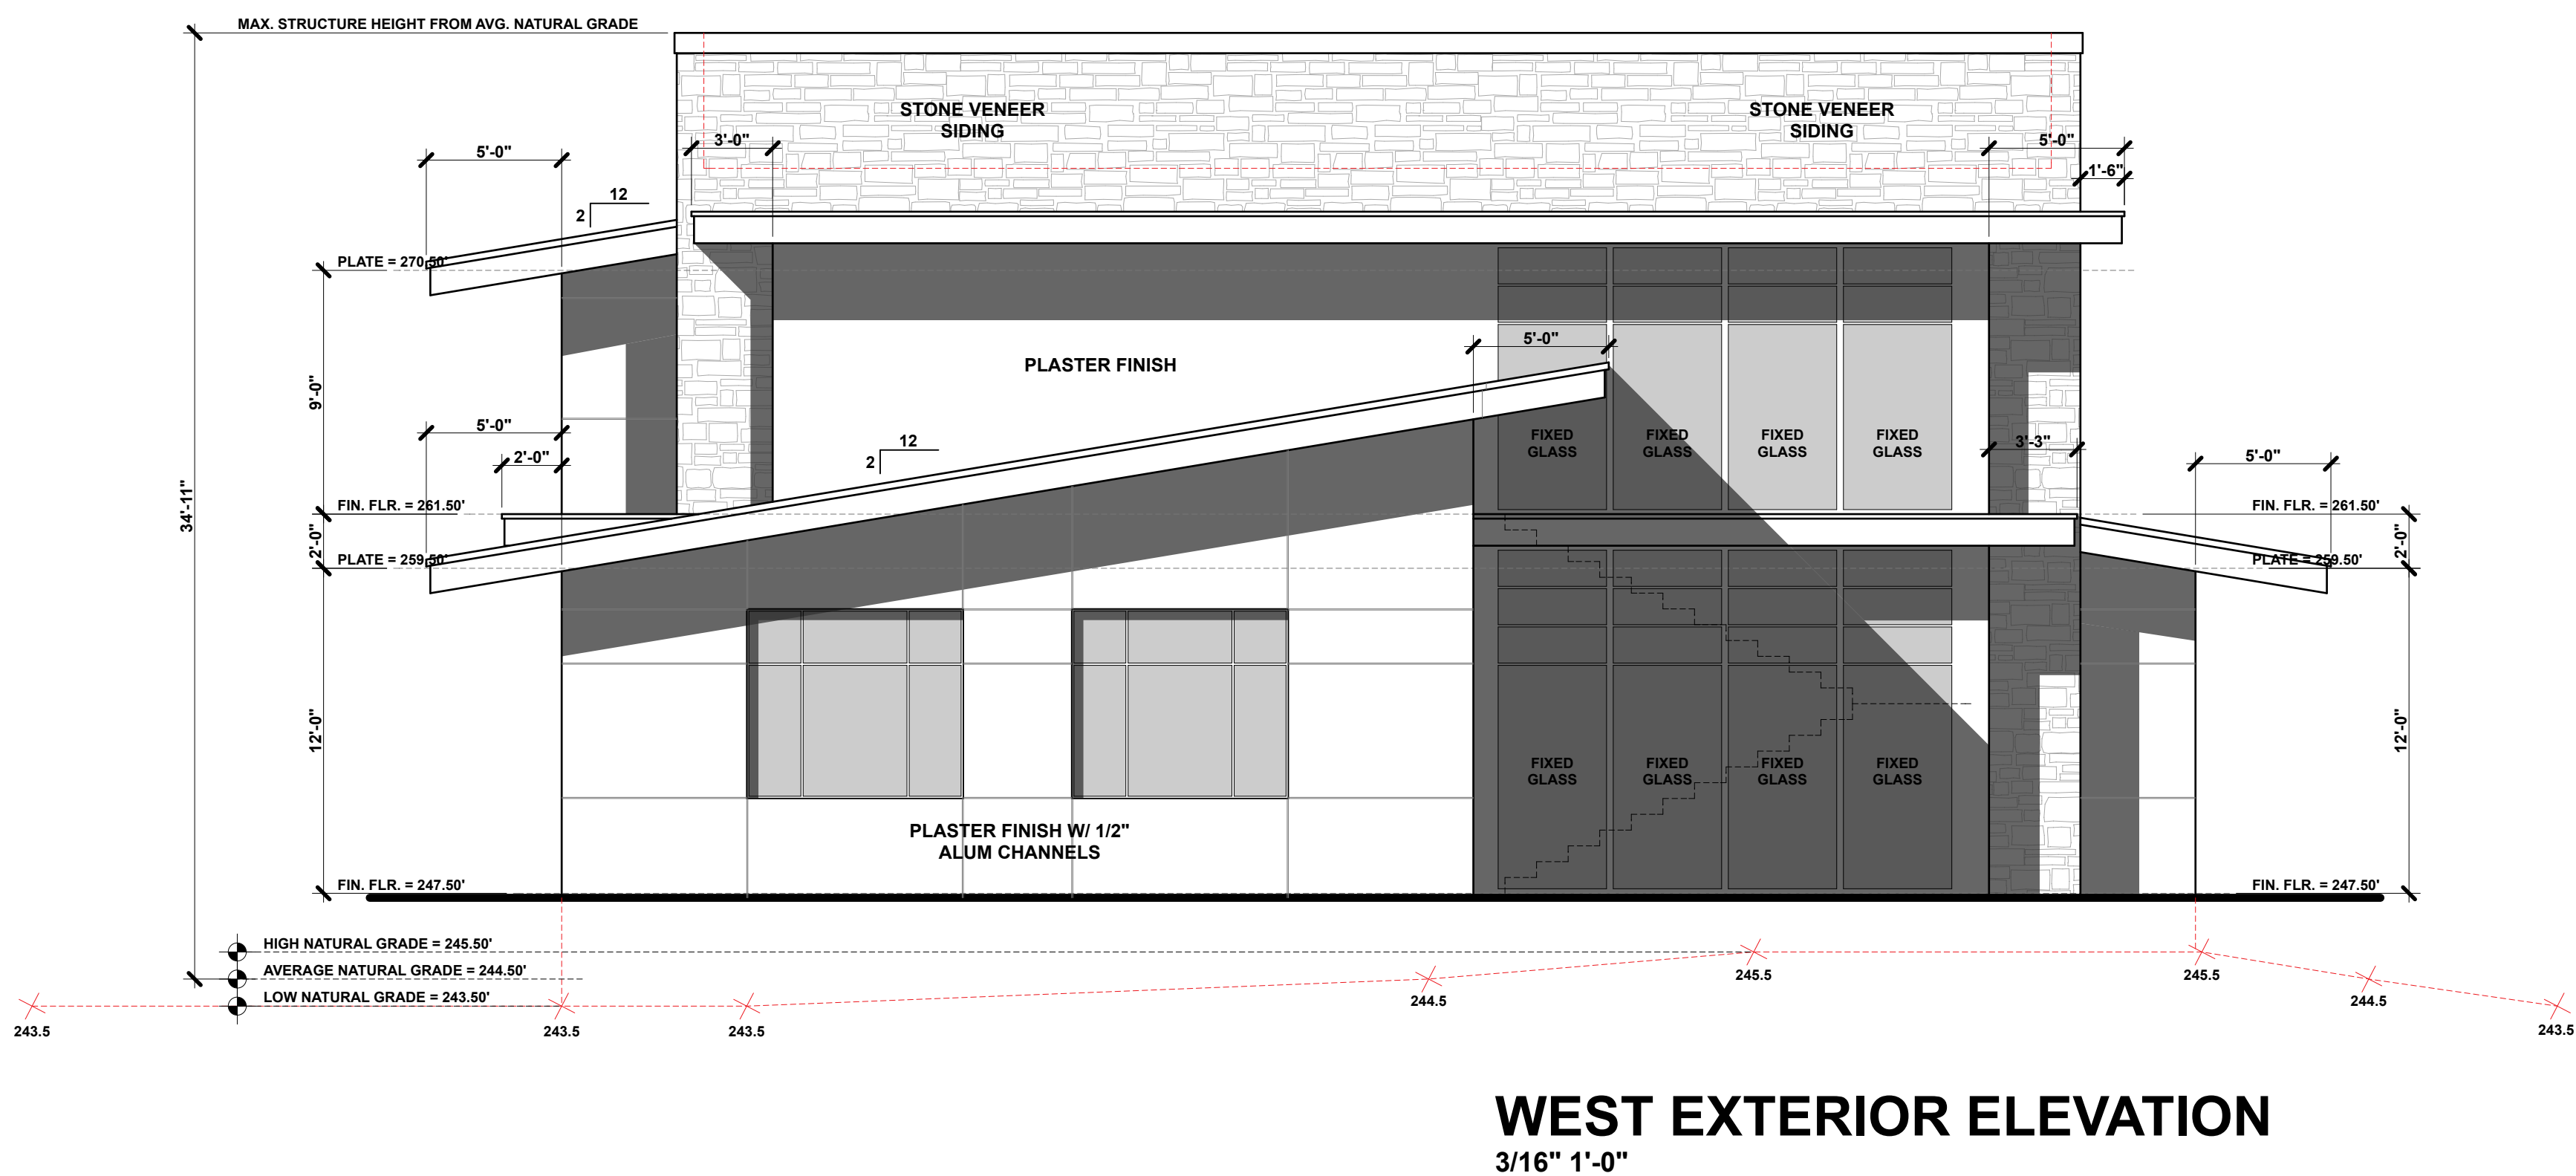 MAX. STRUCTURE HEIGHT FROM AVG. NATURAL GRADE
STONE VENEER
SIDING
STONE VENEER
SIDING
3'-0"
5'-0"
5'-0"
1'-6"
12
2
PLATE = 270.50'
9'-0"
PLASTER FINISH
5'-0"
5'-0"
2'-0"
12
2
FIXED
GLASS
FIXED
GLASS
FIXED
GLASS
FIXED
GLASS
3'-3"
5'-0"
34'-11"
FIN. FLR. = 261.50'
FIN. FLR. = 261.50'
2'-0"
2'-0"
PLATE = 259.50'
PLATE = 259.50'
12'-0"
12'-0"
FIXED
GLASS
FIXED
GLASS
FIXED
GLASS
FIXED
GLASS
PLASTER FINISH W/ 1/2"
ALUM CHANNELS
FIN. FLR. = 247.50'
FIN. FLR. = 247.50'
HIGH NATURAL GRADE = 245.50'
AVERAGE NATURAL GRADE = 244.50'
LOW NATURAL GRADE = 243.50'
243.5
243.5
243.5
244.5
245.5
245.5
244.5
243.5
WEST EXTERIOR ELEVATION
3/16" 1'-0"